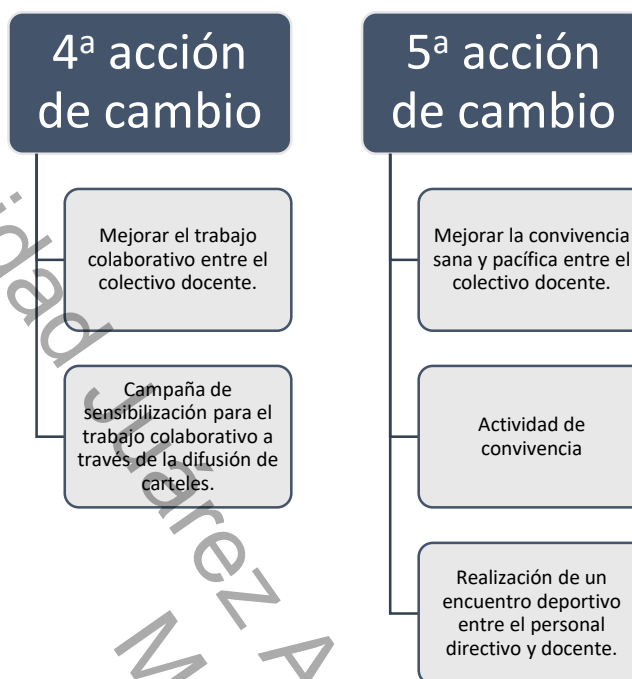 4ª acción
de cambio
Mejorar el trabajo
colaborativo entre el
colectivo docente.
Campaña de
sensibilización para el
trabajo colaborativo a
través de la difusión de
carteles.
5ª acción
de cambio
Mejorar la convivencia
sana y pacífica entre el
colectivo docente.
Actividad de
convivencia
Realización de un
encuentro deportivo
entre el personal
directivo y docente.
Juárez